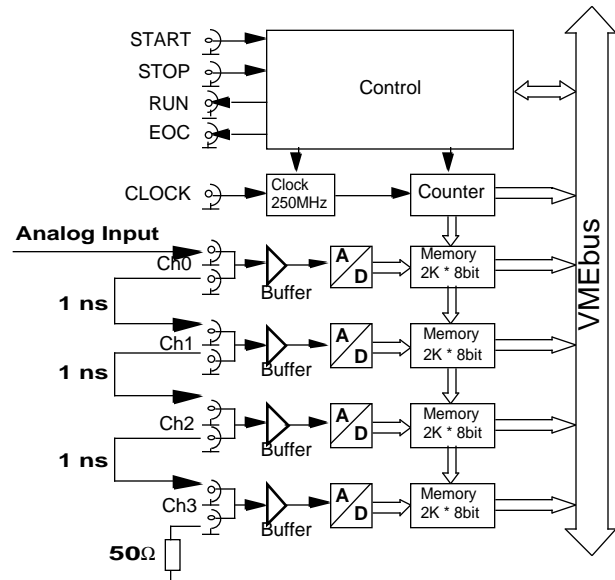 START
STOP
RUN
EOC
Control
CLOCK
Clock
250MHz
Counter
Analog Input
Ch0
Buffer
A
D
Memory
2K * 8bit
1 ns
Ch1
Buffer
A
D
Memory
2K * 8bit
1 ns
Ch2
Buffer
A
D
Memory
2K * 8bit
1 ns
Ch3
Buffer
A
D
Memory
2K * 8bit
50Ω
VMEbus